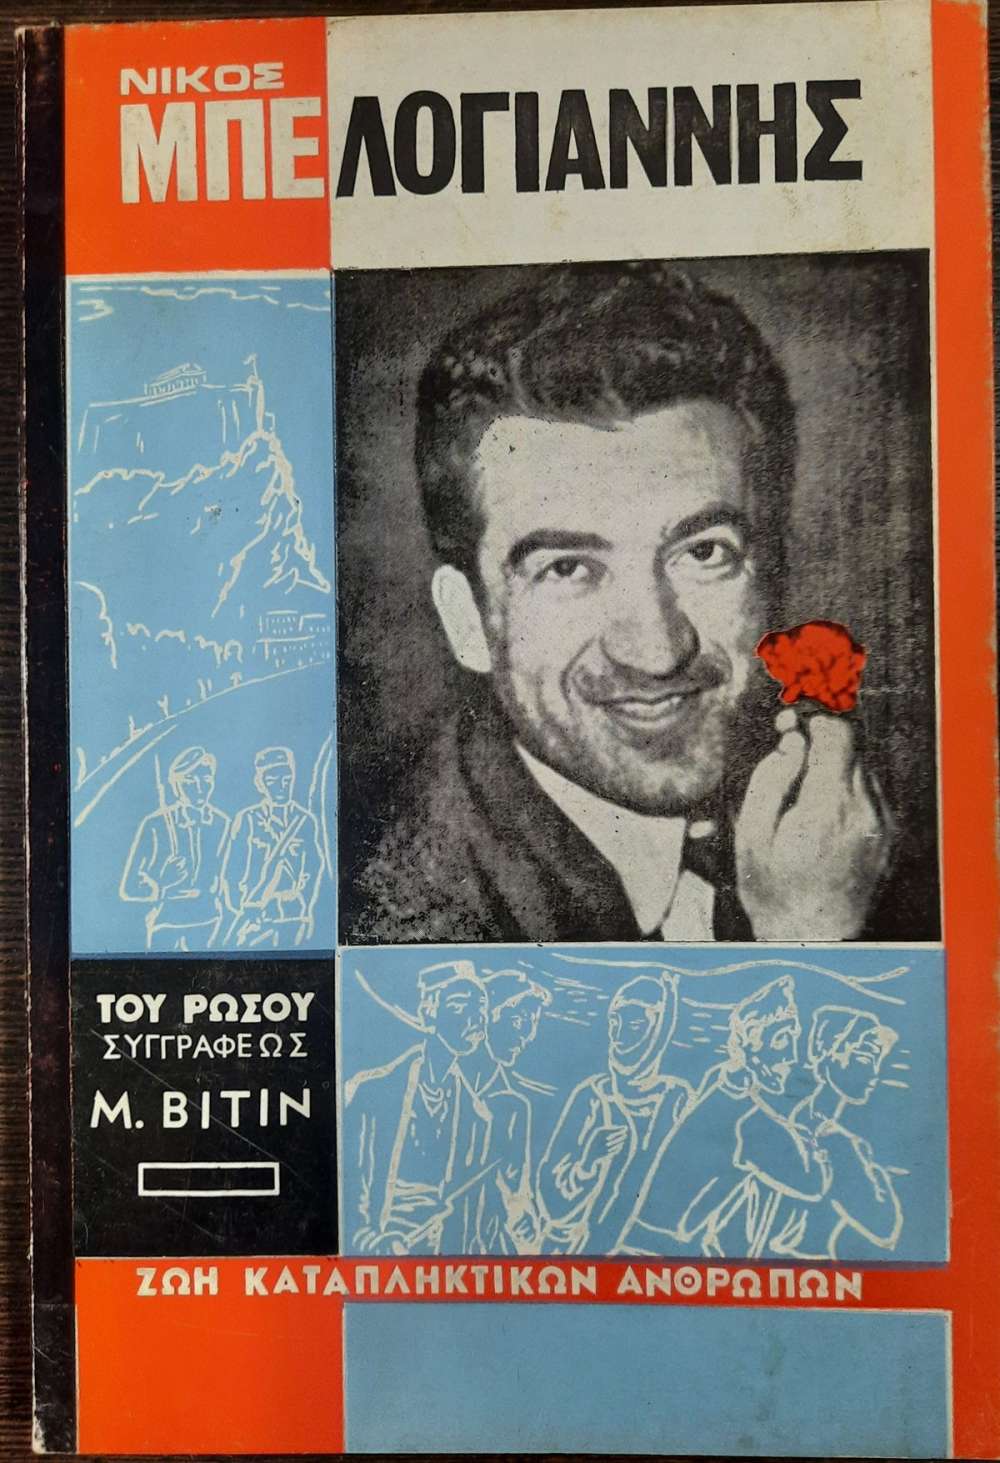 ΝΙΚΟΣ
ΜΠΕΛΟΓΙΑΝΝΗΣ
ΤΟΥ ΡΩΣΟΥ
ΣΥΓΓΡΑΦΕΩΣ
Μ. ΒΙΤΙΝ
ΖΩΗ ΚΑΤΑΠΛΗΚΤΙΚΩΝ ΑΝΘΡΩΠΩΝ